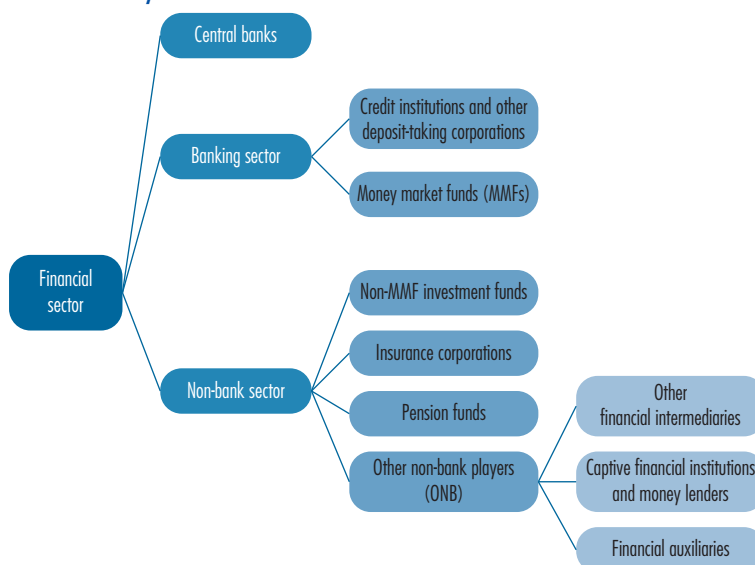 Central banks
Credit institutions and other
deposit-taking corporations
Banking sector
Money market funds (MMFs)
Financial
sector
Non-MMF investment funds
Insurance corporations
Non-bank sector
Pension funds
Other
financial intermediaries
Other non-bank players
(ONB)
Captive financial institutions
and money lenders
Financial auxiliaries